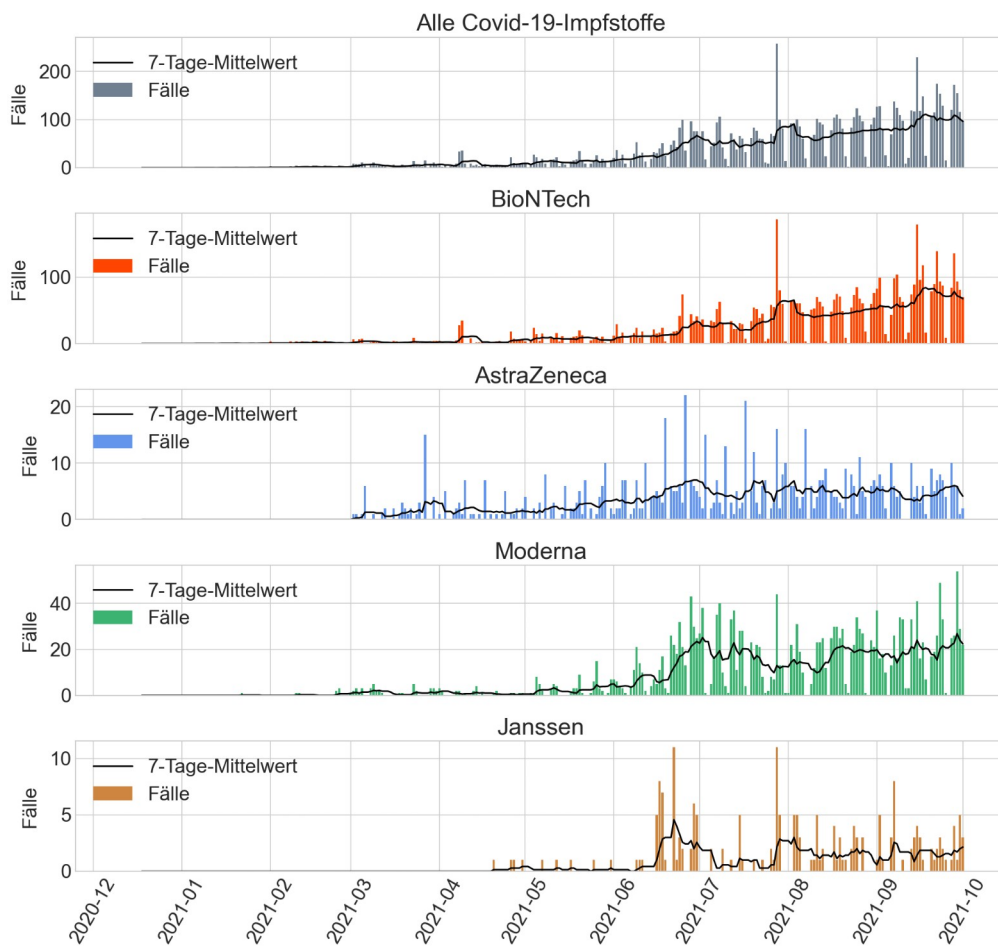 Alle Covid-19-Impfstoffe
Fälle
200
100
0
7-Tage-Mittelwert
Fälle
BioNTech
Fälle
100
0
7-Tage-Mittelwert
Fälle
AstraZeneca
Fälle
20
10
0
7-Tage-Mittelwert
Fälle
Moderna
Fälle
40
20
0
7-Tage-Mittelwert
Fälle
Janssen
Fälle
10
5
0
7-Tage-Mittelwert
Fälle
2020-12
2021-01
2021-02
2021-03
2021-04
2021-05
2021-06
2021-07
2021-08
2021-09
2021-10